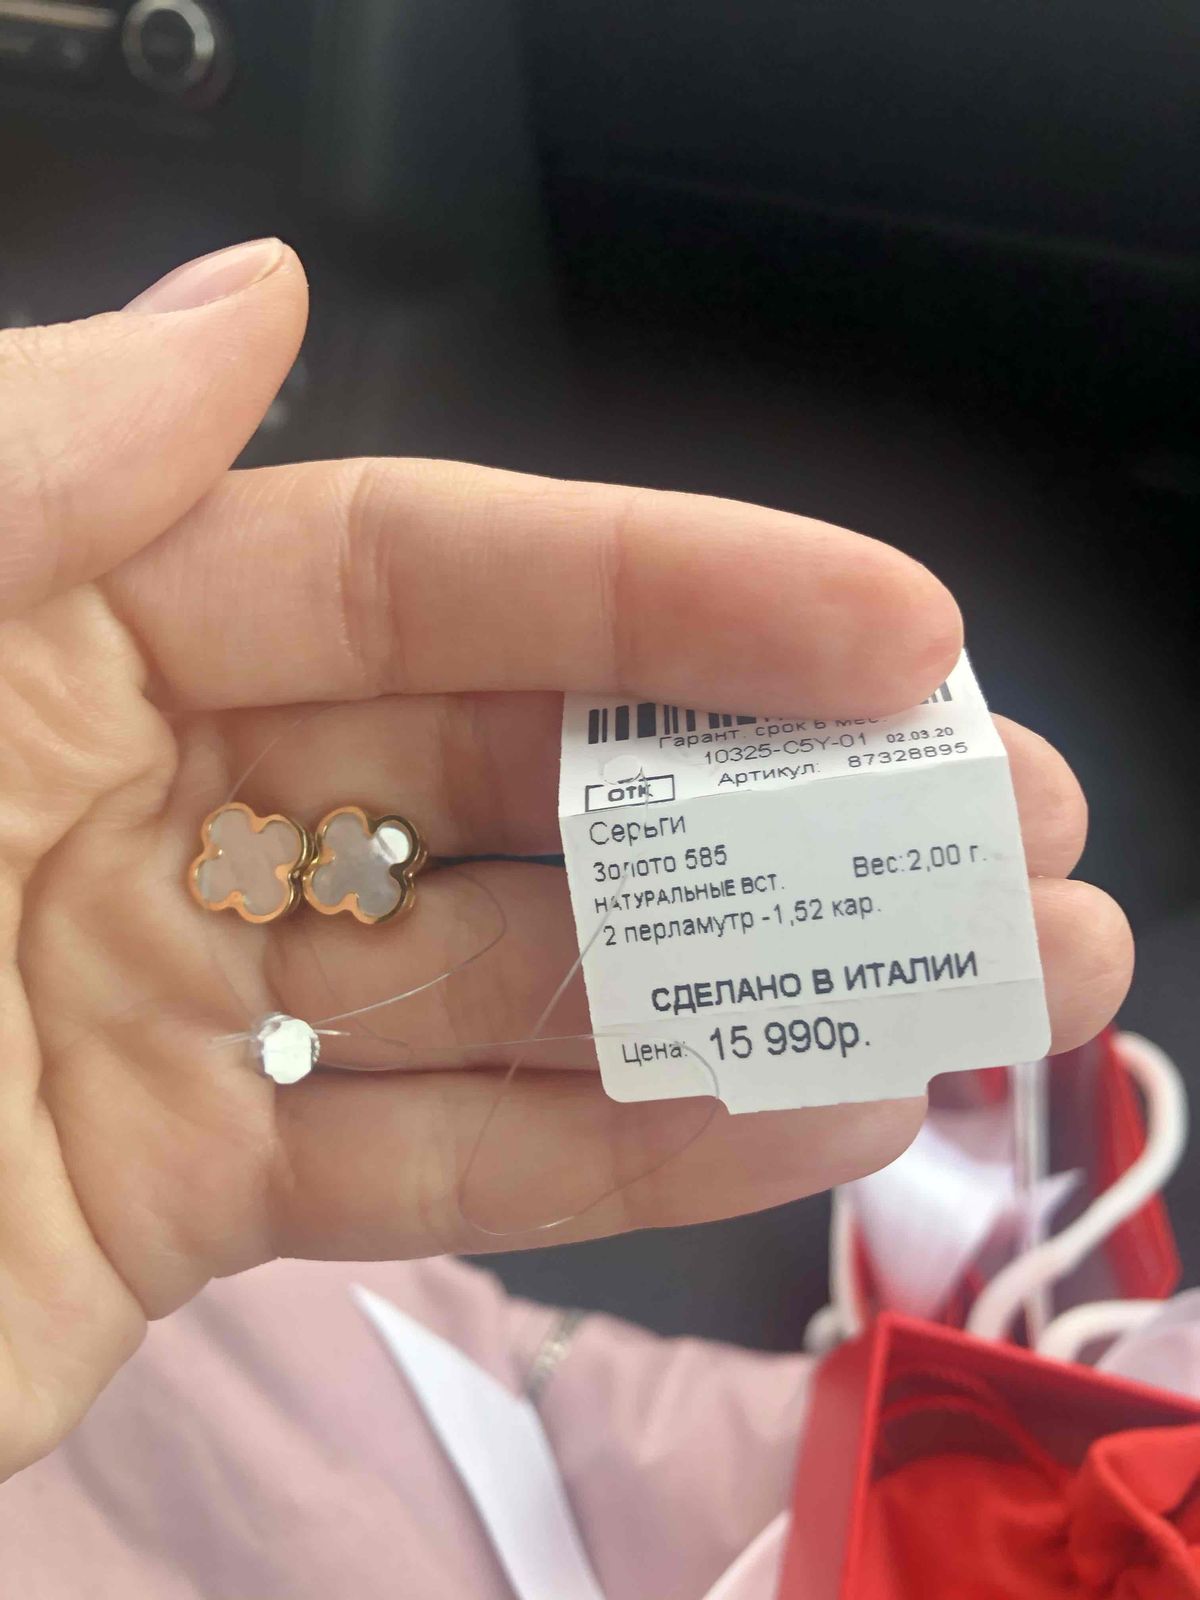 Гарант. срок 6 мес.
10325-C5Y-01 02.03.20
Артикул: 87328895
ОТК
Серьги
Золото 585 Вес:2,00 г.
НАТУРАЛЬНЫЕ ВСТ.
2 перламутр -1,52 кар.
СДЕЛАНО В ИТАЛИИ
Цена: 15 990р.